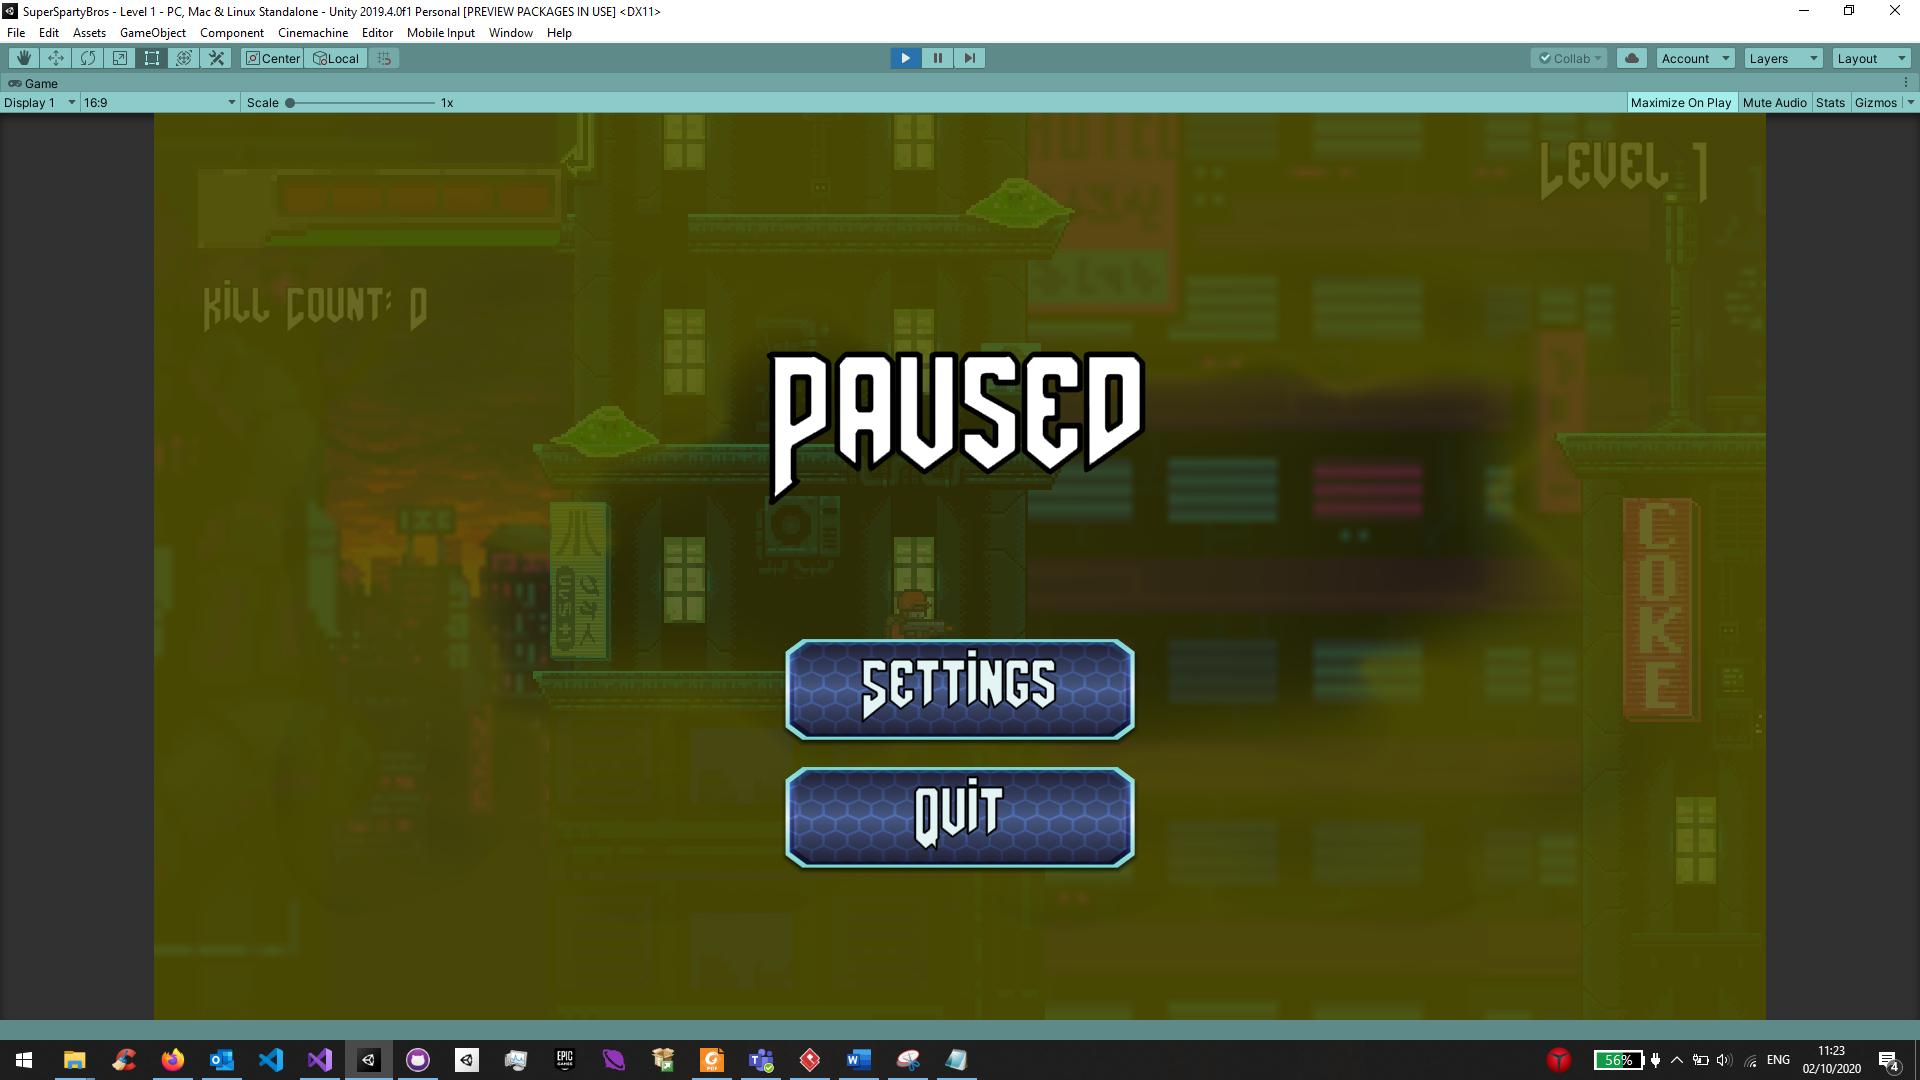 SuperSpartyBros - Level 1 - PC, Mac & Linux Standalone - Unity 2019.4.0f1 Personal [PREVIEW PACKAGES IN USE] <DX11>
File Edit Assets GameObject Component Cinemachine Editor Mobile Input Window Help
Center Local Collab Account Layers Layout
Game
Display 1 16:9 Scale 1x Maximize On Play Mute Audio Stats Gizmos
LEVEL 1
KILL COUNT: 0
PAUSED
COKE
SETTINGS
QUIT
EPIC GAMES
56% ENG 11:23
02/10/2020
4